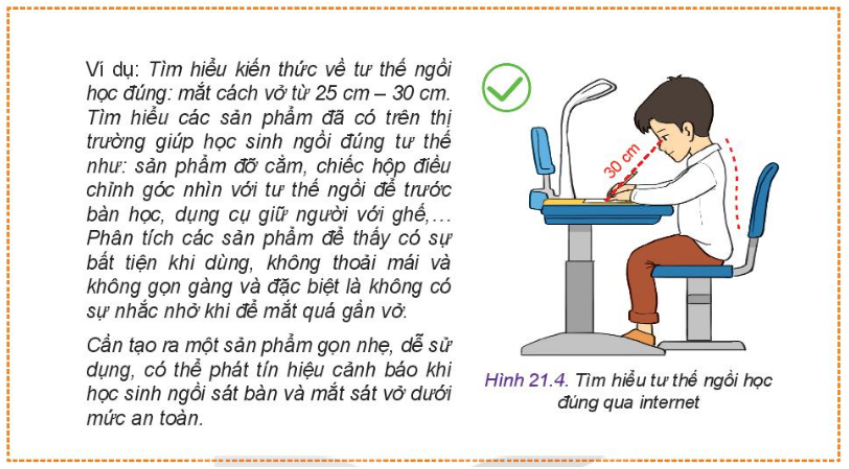 Ví dụ: Tìm hiểu kiến thức về tư thế ngồi
học đúng: mắt cách vở từ 25 cm – 30 cm.
Tìm hiểu các sản phẩm đã có trên thị
trường giúp học sinh ngồi đúng tư thế
như: sản phẩm đỡ cằm, chiếc hộp điều
chỉnh góc nhìn với tư thế ngồi để trước
bàn học, dụng cụ giữ người với ghế,...
Phân tích các sản phẩm để thấy có sự
bất tiện khi dùng, không thoải mái và
không gọn gàng và đặc biệt là không có
sự nhắc nhở khi để mắt quá gần vở.
Cần tạo ra một sản phẩm gọn nhẹ, dễ sử
dụng, có thể phát tín hiệu cảnh báo khi
học sinh ngồi sát bàn và mắt sát vở dưới
mức an toàn.
30 cm
Hình 21.4. Tìm hiểu tư thế ngồi học
đúng qua internet